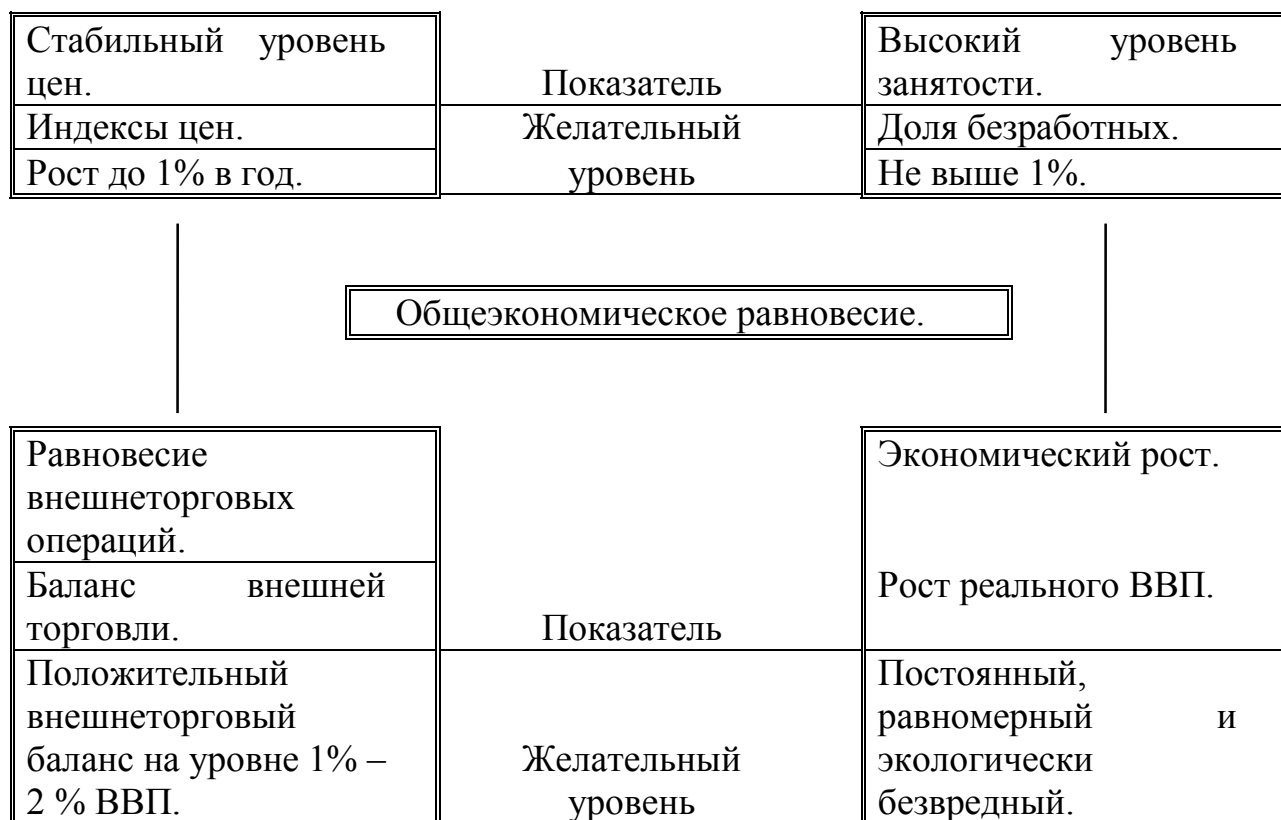 Стабильный уровень
цен.
Показатель
Высокий уровень
занятости.
Индексы цен.
Желательный
Доля безработных.
Рост до 1% в год.
уровень
Не выше 1%.
Общеэкономическое равновесие.
Равновесие
внешнеторговых
операций.
Экономический рост.
Баланс внешней
торговли.
Показатель
Рост реального ВВП.
Положительный
внешнеторговый
баланс на уровне 1% –
2 % ВВП.
Желательный
уровень
Постоянный,
равномерный и
экологически
безвредный.